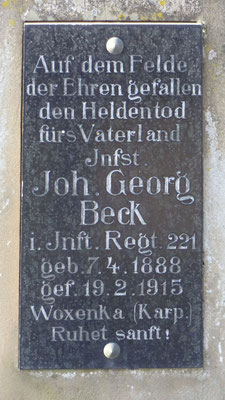 Auf dem Felde
der Ehren gefallen
den Heldentod
fürs Vaterland
Jnfst.
Joh. Georg
Beck
i. Jnft. Regt. 221
geb. 7. 4. 1888
gef. 19. 2. 1915
Woxenka (Karp.)
Ruhet sanft!